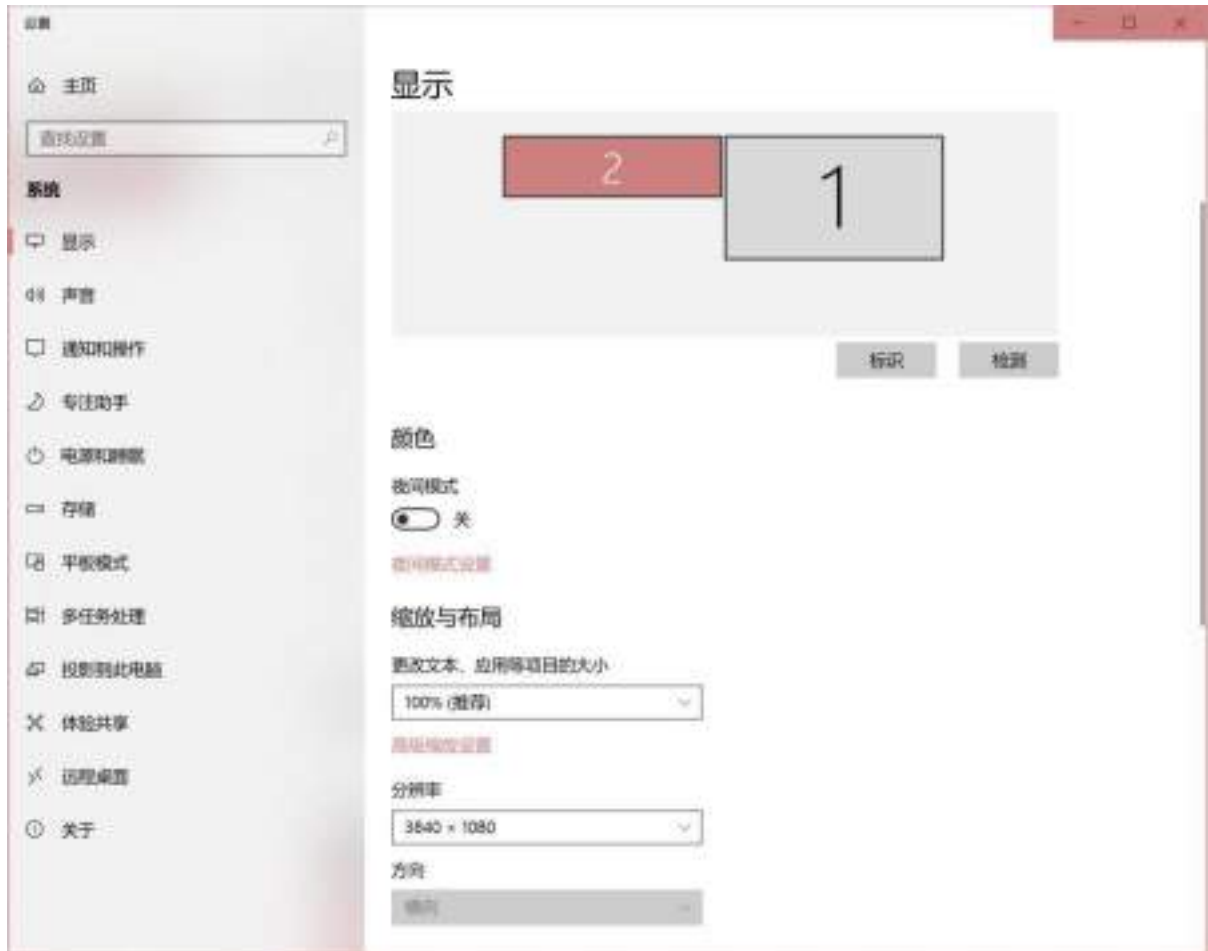 设置
主页
查找设置
系统
显示
声音
通知和操作
专注助手
电源和睡眠
存储
平板模式
多任务处理
投影到此电脑
体验共享
远程桌面
关于
显示
2
1
标识
检测
颜色
夜间模式
关
夜间模式设置
缩放与布局
更改文本、应用等项目的大小
100% (推荐)
高级缩放设置
分辨率
3840 × 1080
方向
横向